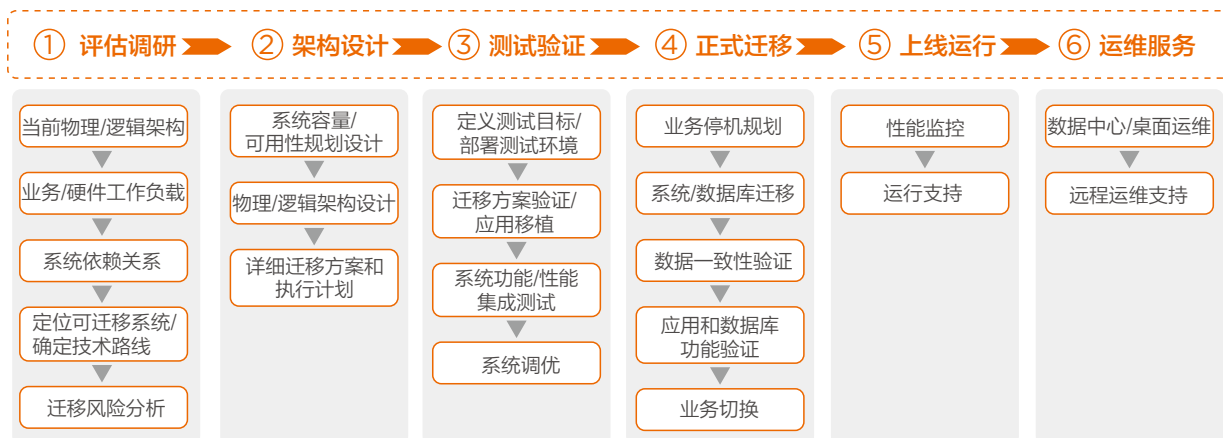 ① 评估调研
② 架构设计
③ 测试验证
④ 正式迁移
⑤ 上线运行
⑥ 运维服务
当前物理/逻辑架构
业务/硬件工作负载
系统依赖关系
定位可迁移系统/
确定技术路线
迁移风险分析
系统容量/
可用性规划设计
物理/逻辑架构设计
详细迁移方案和
执行计划
定义测试目标/
部署测试环境
迁移方案验证/
应用移植
系统功能/性能
集成测试
系统调优
业务停机规划
系统/数据库迁移
数据一致性验证
应用和数据库
功能验证
业务切换
性能监控
运行支持
数据中心/桌面运维
远程运维支持